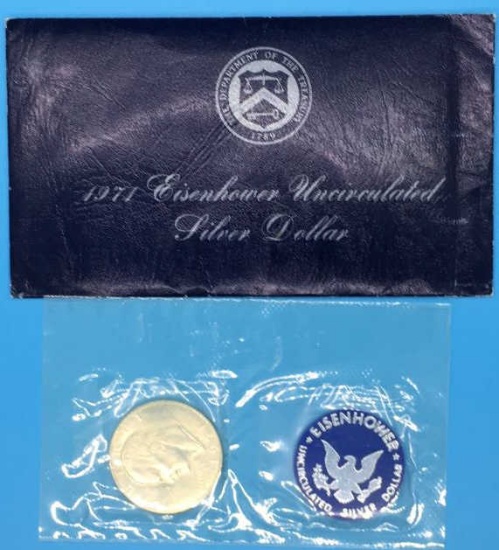 THE DEPARTMENT OF THE TREASURY
1789
1971 Eisenhower Uncirculated
Silver Dollar
EISENHOWER
UNCIRCULATED SILVER DOLLAR